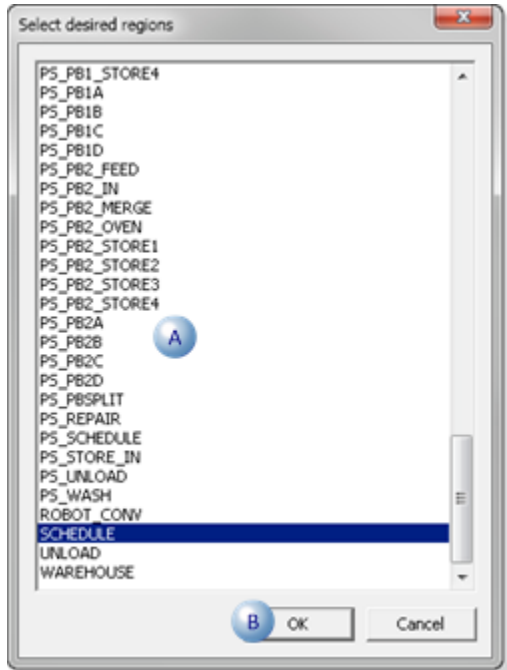 Select desired regions
PS_PB1_STORE4
PS_PB1A
PS_PB1B
PS_PB1C
PS_PB1D
PS_PB2_FEED
PS_PB2_IN
PS_PB2_MERGE
PS_PB2_OVEN
PS_PB2_STORE1
PS_PB2_STORE2
PS_PB2_STORE3
PS_PB2_STORE4
PS_PB2A
PS_PB2B
A
PS_PB2C
PS_PB2D
PS_PBSPLIT
PS_REPAIR
PS_SCHEDULE
PS_STORE_IN
PS_UNLOAD
PS_WASH
ROBOT_CONV
SCHEDULE
UNLOAD
WAREHOUSE
B OK Cancel